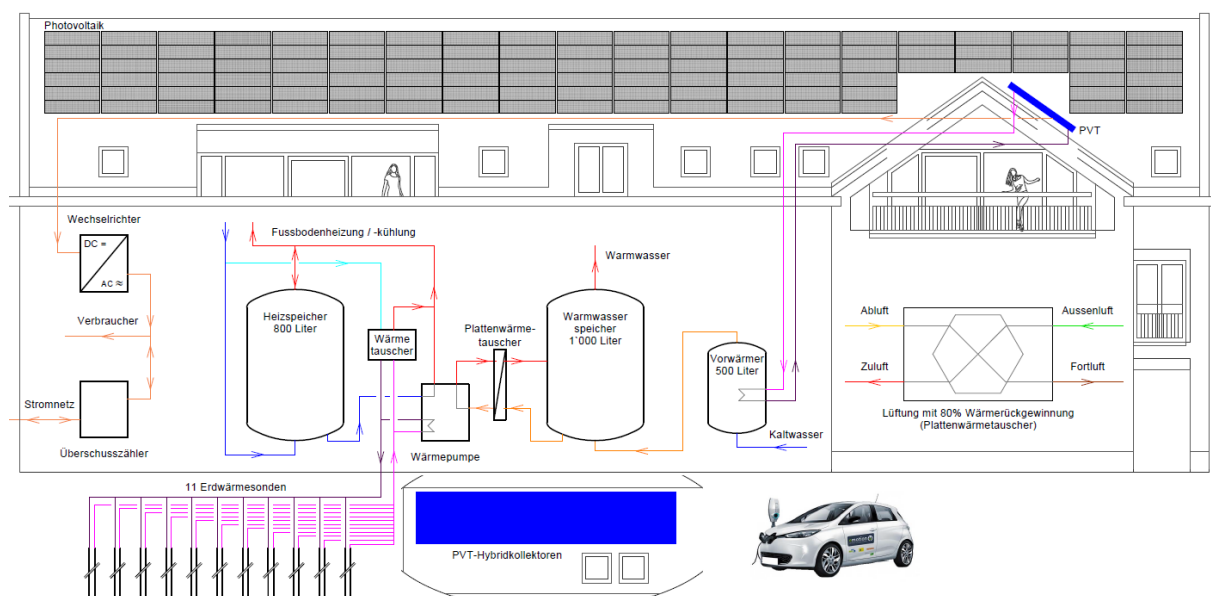 Photovoltaik
PVT
Wechselrichter
DC =
AC ≈
Fussbodenheizung / -kühlung
Warmwasser
Heizspeicher
800 Liter
Wärme
tauscher
Plattenwärme-
tauscher
Warmwasser
speicher
1`000 Liter
Vorwärmer
500 Liter
Verbraucher
Abluft
Aussenluft
Zuluft
Fortluft
Stromnetz
Lüftung mit 80% Wärmerückgewinnung
(Plattenwärmetauscher)
Kaltwasser
Überschusszähler
Wärmepumpe
11 Erdwärmesonden
PVT-Hybridkollektoren